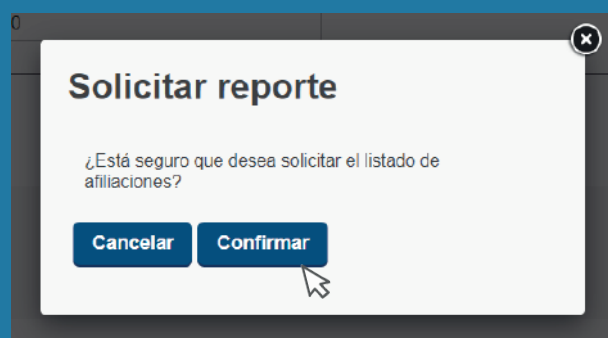 0
Solicitar reporte
¿Está seguro que desea solicitar el listado de
afiliaciones?
Cancelar Confirmar